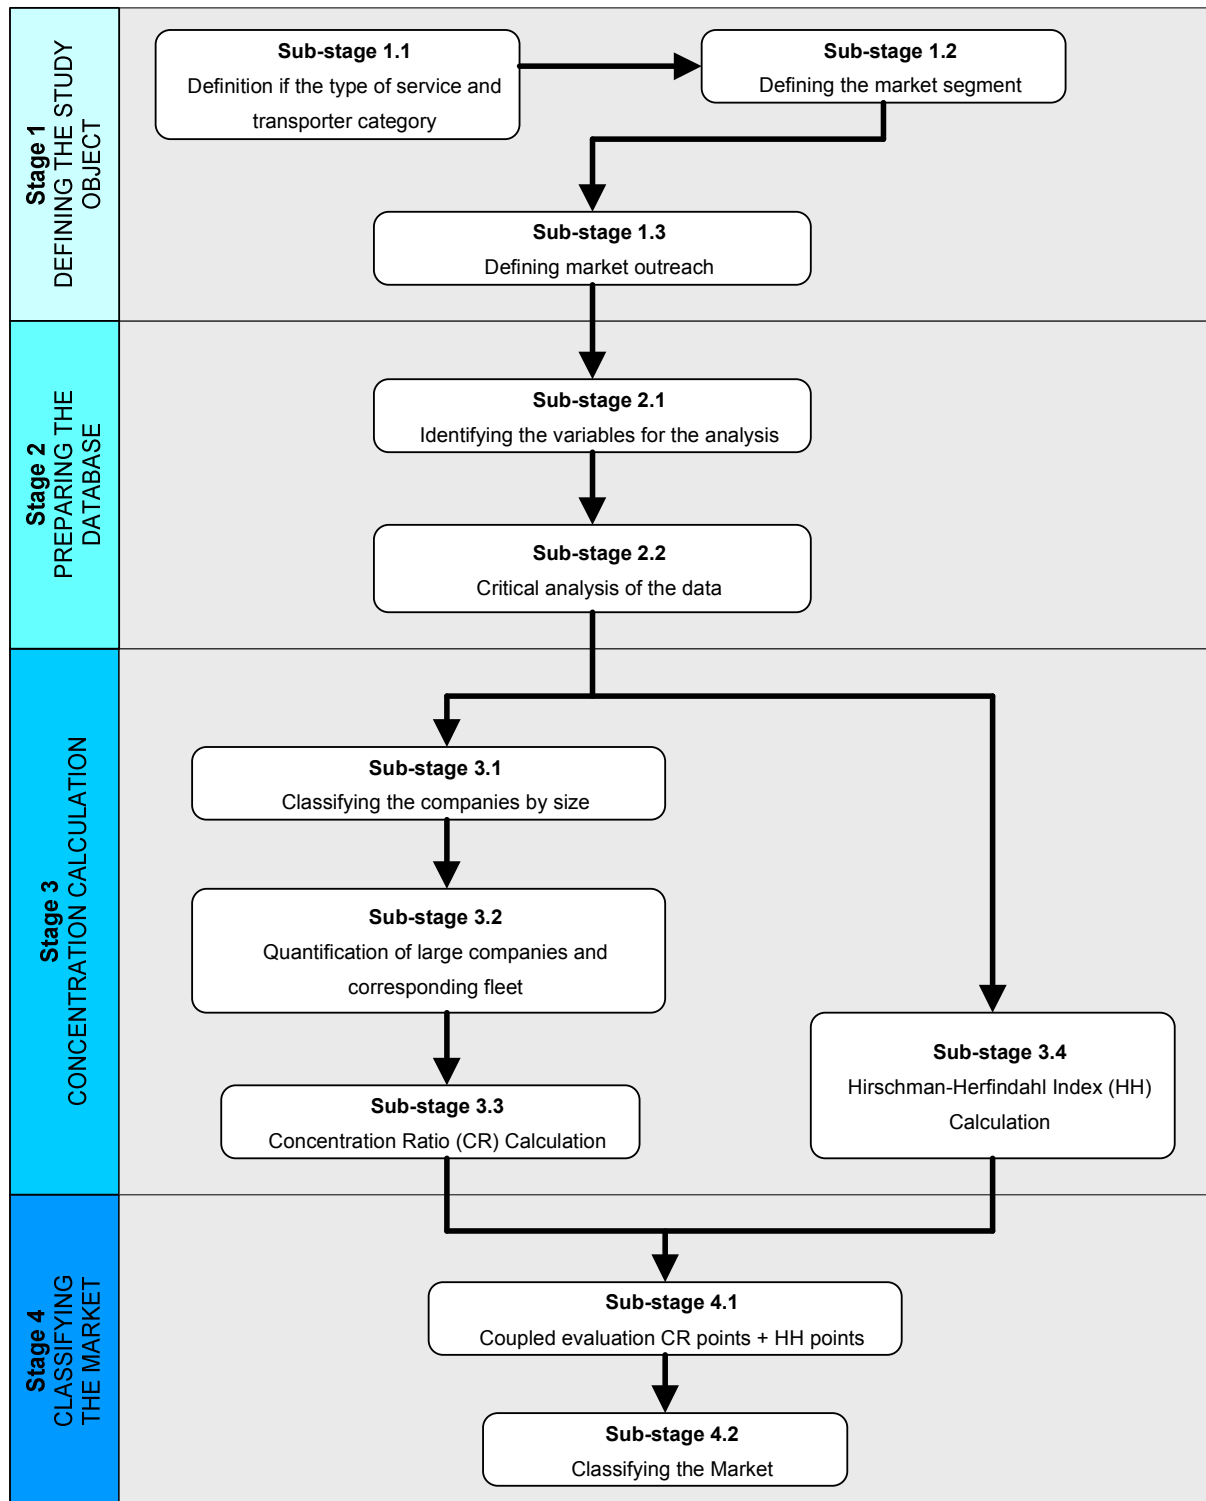 Stage 1
DEFINING THE STUDY
OBJECT
Sub-stage 1.1
Definition if the type of service and
transporter category
Sub-stage 1.2
Defining the market segment
Sub-stage 1.3
Defining market outreach
Stage 2
PREPARING THE
DATABASE
Sub-stage 2.1
Identifying the variables for the analysis
Sub-stage 2.2
Critical analysis of the data
Stage 3
CONCENTRATION CALCULATION
Sub-stage 3.1
Classifying the companies by size
Sub-stage 3.2
Quantification of large companies and
corresponding fleet
Sub-stage 3.3
Concentration Ratio (CR) Calculation
Sub-stage 3.4
Hirschman-Herfindahl Index (HH)
Calculation
Stage 4
CLASSIFYING
THE MARKET
Sub-stage 4.1
Coupled evaluation CR points + HH points
Sub-stage 4.2
Classifying the Market